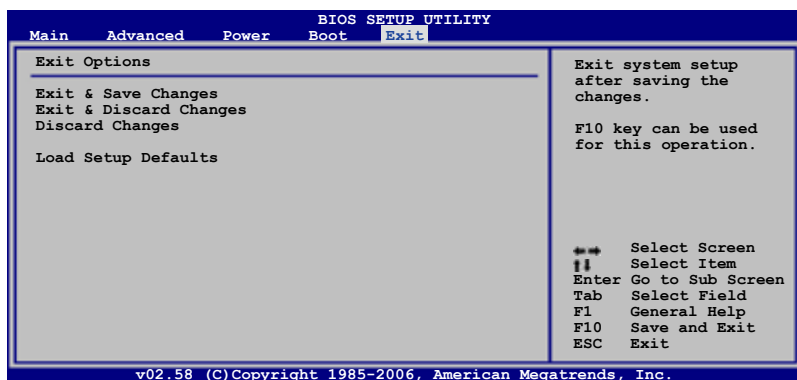 BIOS SETUP UTILITY
Main Advanced Power Boot Exit
Exit Options
Exit & Save Changes
Exit & Discard Changes
Discard Changes
Load Setup Defaults
Exit system setup
after saving the
changes.
F10 key can be used
for this operation.
←→ Select Screen
↑↓ Select Item
Enter Go to Sub Screen
Tab Select Field
F1 General Help
F10 Save and Exit
ESC Exit
v02.58 (C)Copyright 1985-2006, American Megatrends, Inc.